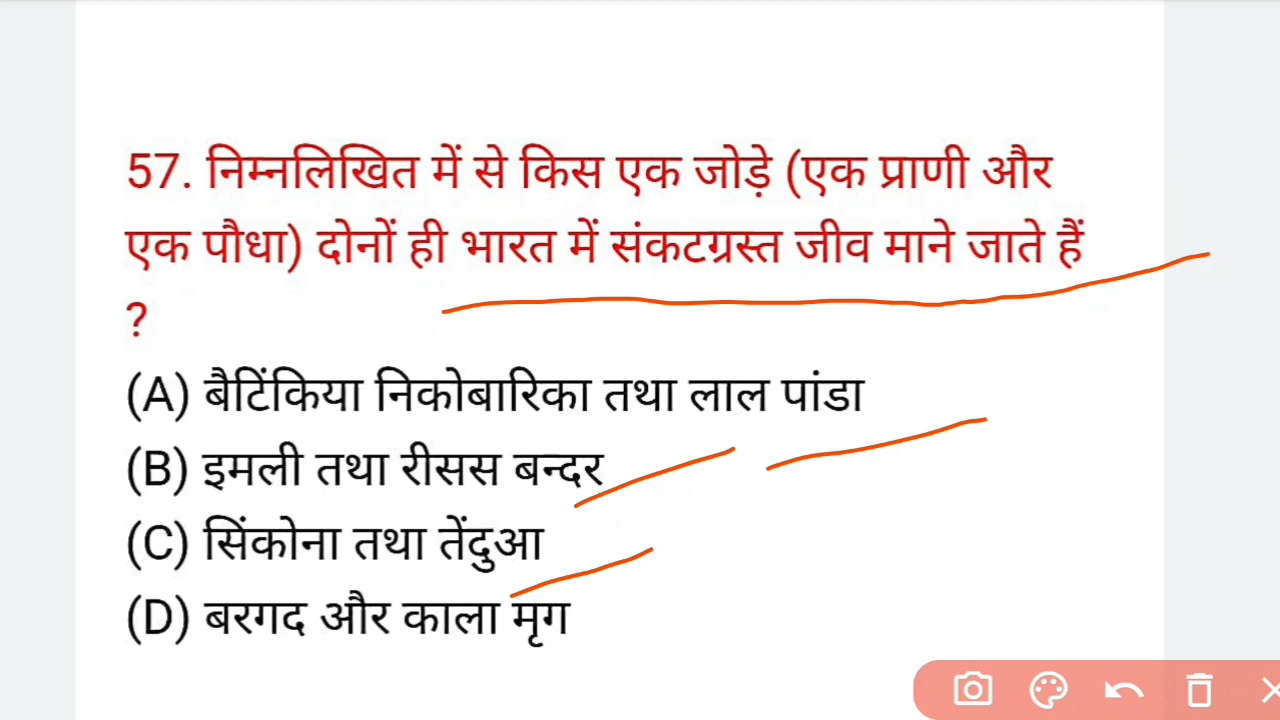 57. निम्नलिखित में से किस एक जोड़े (एक प्राणी और
एक पौधा) दोनों ही भारत में संकटग्रस्त जीव माने जाते हैं
?
(A) बैटिंकिया निकोबारिका तथा लाल पांडा
(B) इमली तथा रीसस बन्दर
(C) सिंकोना तथा तेंदुआ
(D) बरगद और काला मृग